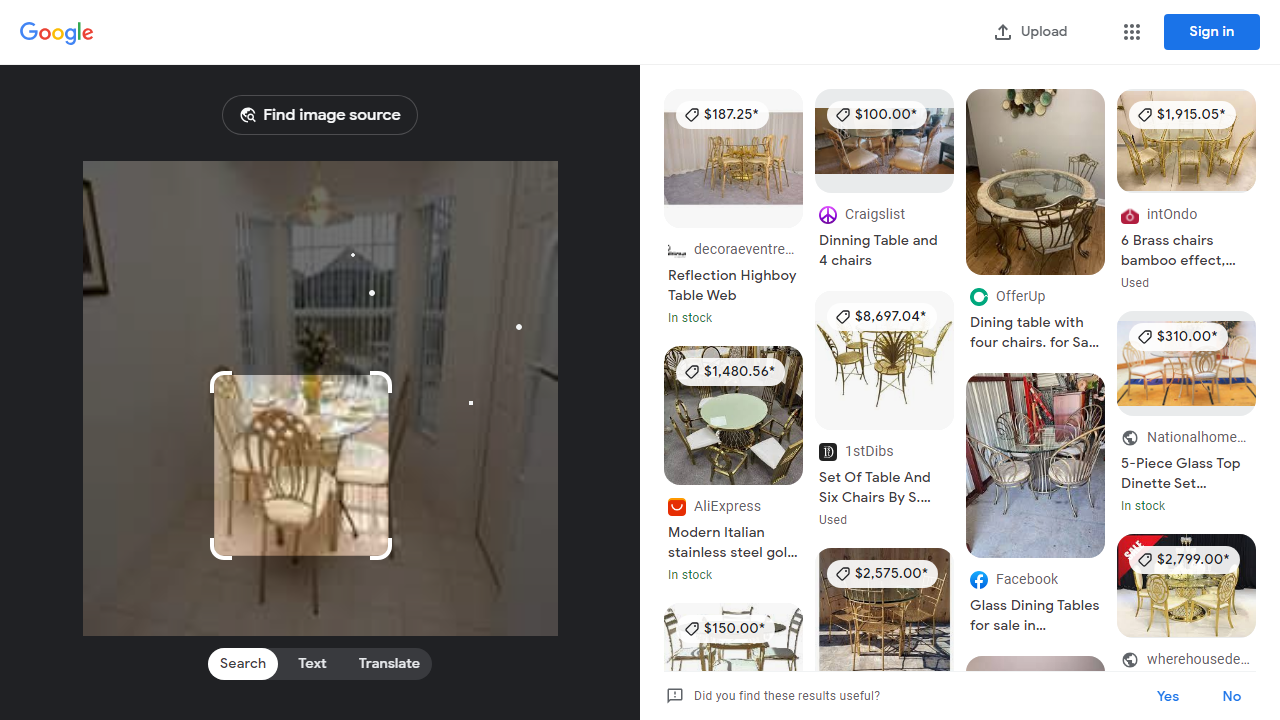 Google
Upload
Sign in
Find image source
Search
Text
Translate
$187.25*
decoraeventre...
Reflection Highboy
Table Web
In stock
$1,480.56*
AliExpress
Modern Italian
stainless steel gol...
In stock
$150.00*
$100.00*
Craigslist
Dinning Table and
4 chairs
$8,697.04*
1stDibs
Set Of Table And
Six Chairs By S....
Used
$2,575.00*
OfferUp
Dining table with
four chairs. for Sa...
Facebook
Glass Dining Tables
for sale in...
$1,915.05*
intOndo
6 Brass chairs
bamboo effect,...
Used
$310.00*
Nationalhome...
5-Piece Glass Top
Dinette Set...
In stock
SALE
$2,799.00*
wherehousede...
Did you find these results useful?
Yes
No